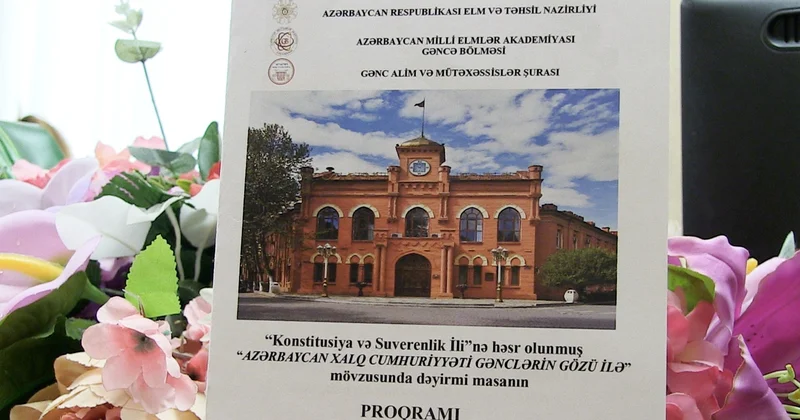 AZƏRBAYCAN RESPUBLİKASI ELM VƏ TƏHSİL NAZİRLİYİ
AZƏRBAYCAN MİLLİ ELMLƏR AKADEMİYASI
GƏNCƏ BÖLMƏSİ
GƏNC ALİM VƏ MÜTƏXƏSSİSLƏR ŞURASI
“Konstitusiya və Suverenlik İli”nə həsr olunmuş
“AZƏRBAYCAN XALQ CUMHURİYYƏTİ GƏNCLƏRİN GÖZÜ İLƏ”
mövzusunda dəyirmi masanın
PROQRAMI